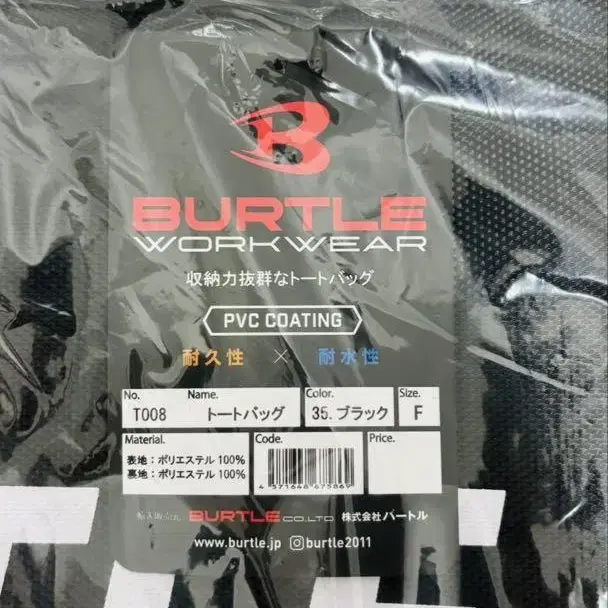 BURTLE
WORKWEAR
収納力抜群なトートバッグ
PVC COATING
耐久性 × 耐水性
No. Name. Color. Size.
T008 トートバッグ 35.ブラック F
Material. Code. Price.
表地：ポリエステル 100%
裏地：ポリエステル 100%
4 571648 675869
BURTLE CO.,LTD. 株式会社バートル
www.burtle.jp burtle2011